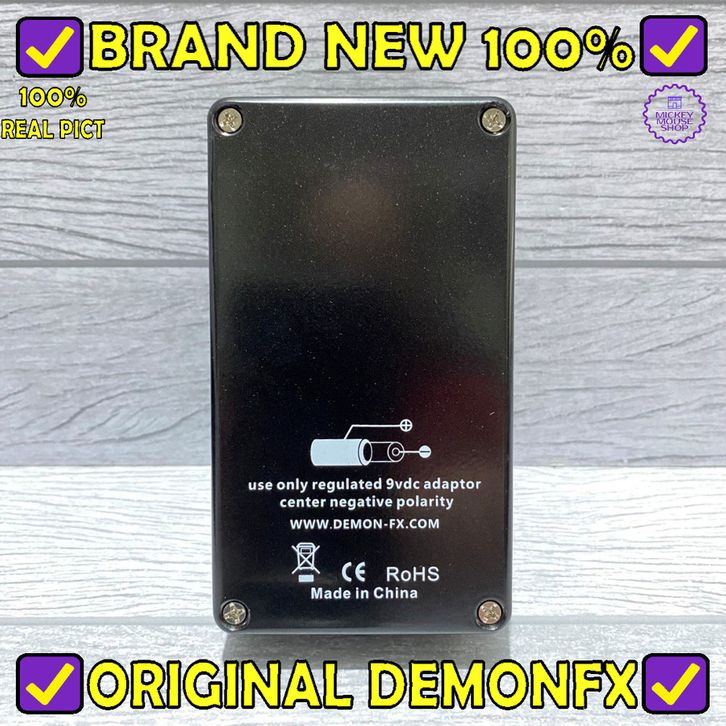 BRAND NEW 100%
100%
REAL PICT
MICKEY
MOUSE
SHOP
use only regulated 9vdc adaptor
center negative polarity
WWW.DEMON-FX.COM
CE RoHS
Made in China
ORIGINAL DEMONFX